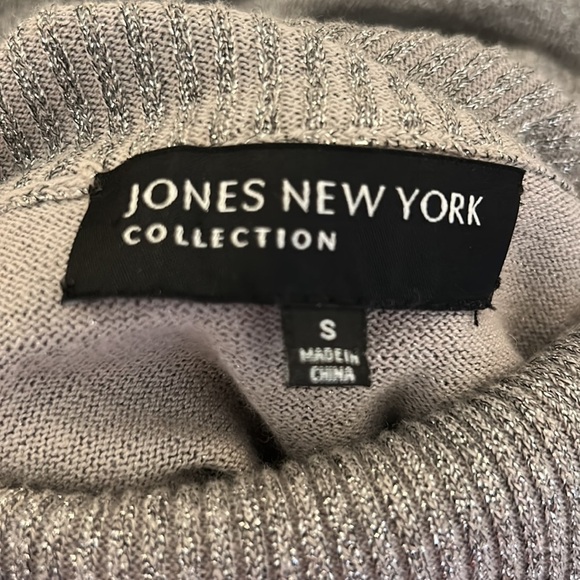 JONES NEW YORK
COLLECTION
S
MADE IN
CHINA